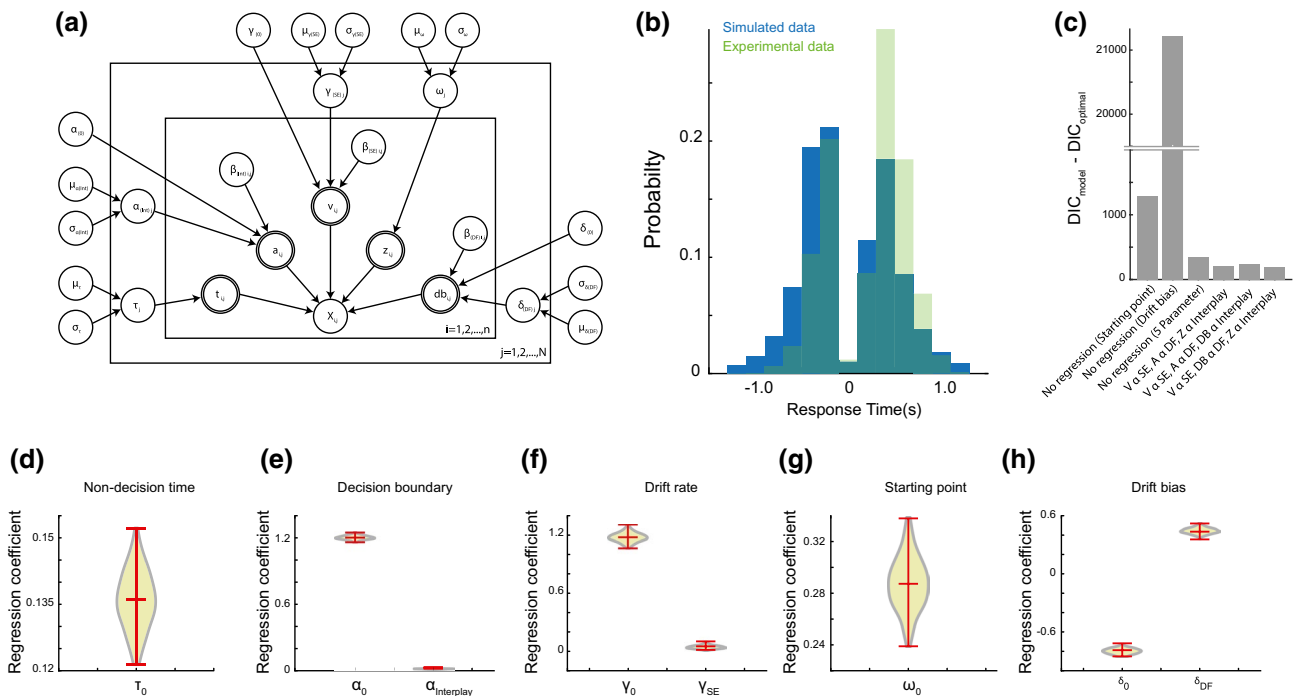 (a)
γ(0)
μγ(SE)
σγ(SE)
μω
σω
γ(SE) j
ωj
α(0)
β(Int) i,j
β(SE) i,j
μα(Int)
σα(Int)
α(Int) j
vi,j
ai,j
zi,j
β(DF) i,j
δ(0)
μτ
στ
τj
ti,j
Xi,j
dbi,j
δ(DF) j
σδ(DF)
μδ(DF)
i=1,2,...,n
j=1,2,...,N
(b)
Simulated data
Experimental data
Probabilty
0.2
0.1
0
-1.0
0
1.0
Response Time(s)
(c)
DICmodel - DICoptimal
21000
20000
1000
0
No regression (Starting point)
No regression (Drift bias)
No regression (5 Parameter)
V α SE, A α DF, Z α Interplay
V α SE, A α DF, DB α Interplay
V α SE, DB α DF, Z α Interplay
(d)
Non-decision time
Regression coefficient
0.15
0.135
0.12
τ0
(e)
Decision boundary
Regression coefficient
1.2
0.6
0
α0
αInterplay
(f)
Drift rate
Regression coefficient
1.2
0.6
0
γ0
γSE
(g)
Starting point
Regression coefficient
0.32
0.28
0.24
ω0
(h)
Drift bias
Regression coefficient
0.6
0
-0.6
δ0
δDF